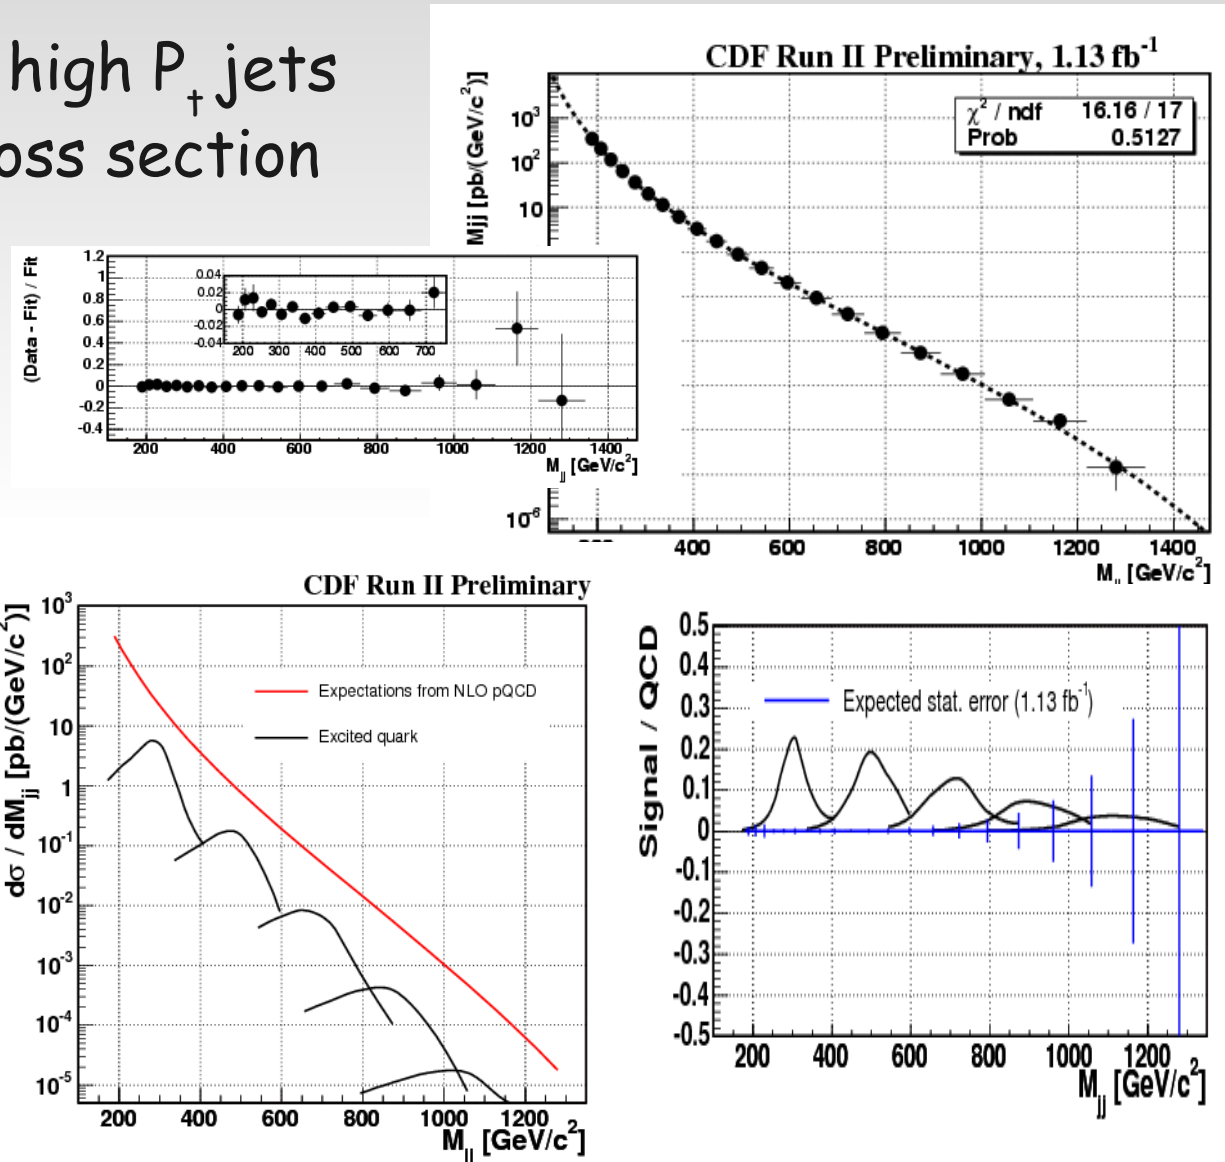 high Pt jets
oss section
CDF Run II Preliminary, 1.13 fb-1
Mjj [pb/(GeV/c2)]
χ2 / ndf 16.16 / 17
Prob 0.5127
103
102
10
10-6
400 600 800 1000 1200 1400
[GeV/c2]
(Data - Fit) / Fit
1.2
1
0.8
0.6
0.4
0.2
0
-0.2
-0.4
0.04
0.02
0
-0.02
-0.04
200 300 400 500 600 700
200 400 600 800 1000 1200 1400
Mjj [GeV/c2]
CDF Run II Preliminary
dσ / dMjj [pb/(GeV/c2)]
103
102
10
1
10-1
10-2
10-3
10-4
10-5
Expectations from NLO pQCD
Excited quark
200 400 600 800 1000 1200
Mjj [GeV/c2]
Signal / QCD
0.5
0.4
0.3
0.2
0.1
0
-0.1
-0.2
-0.3
-0.4
-0.5
Expected stat. error (1.13 fb-1)
200 400 600 800 1000 1200
Mjj [GeV/c2]